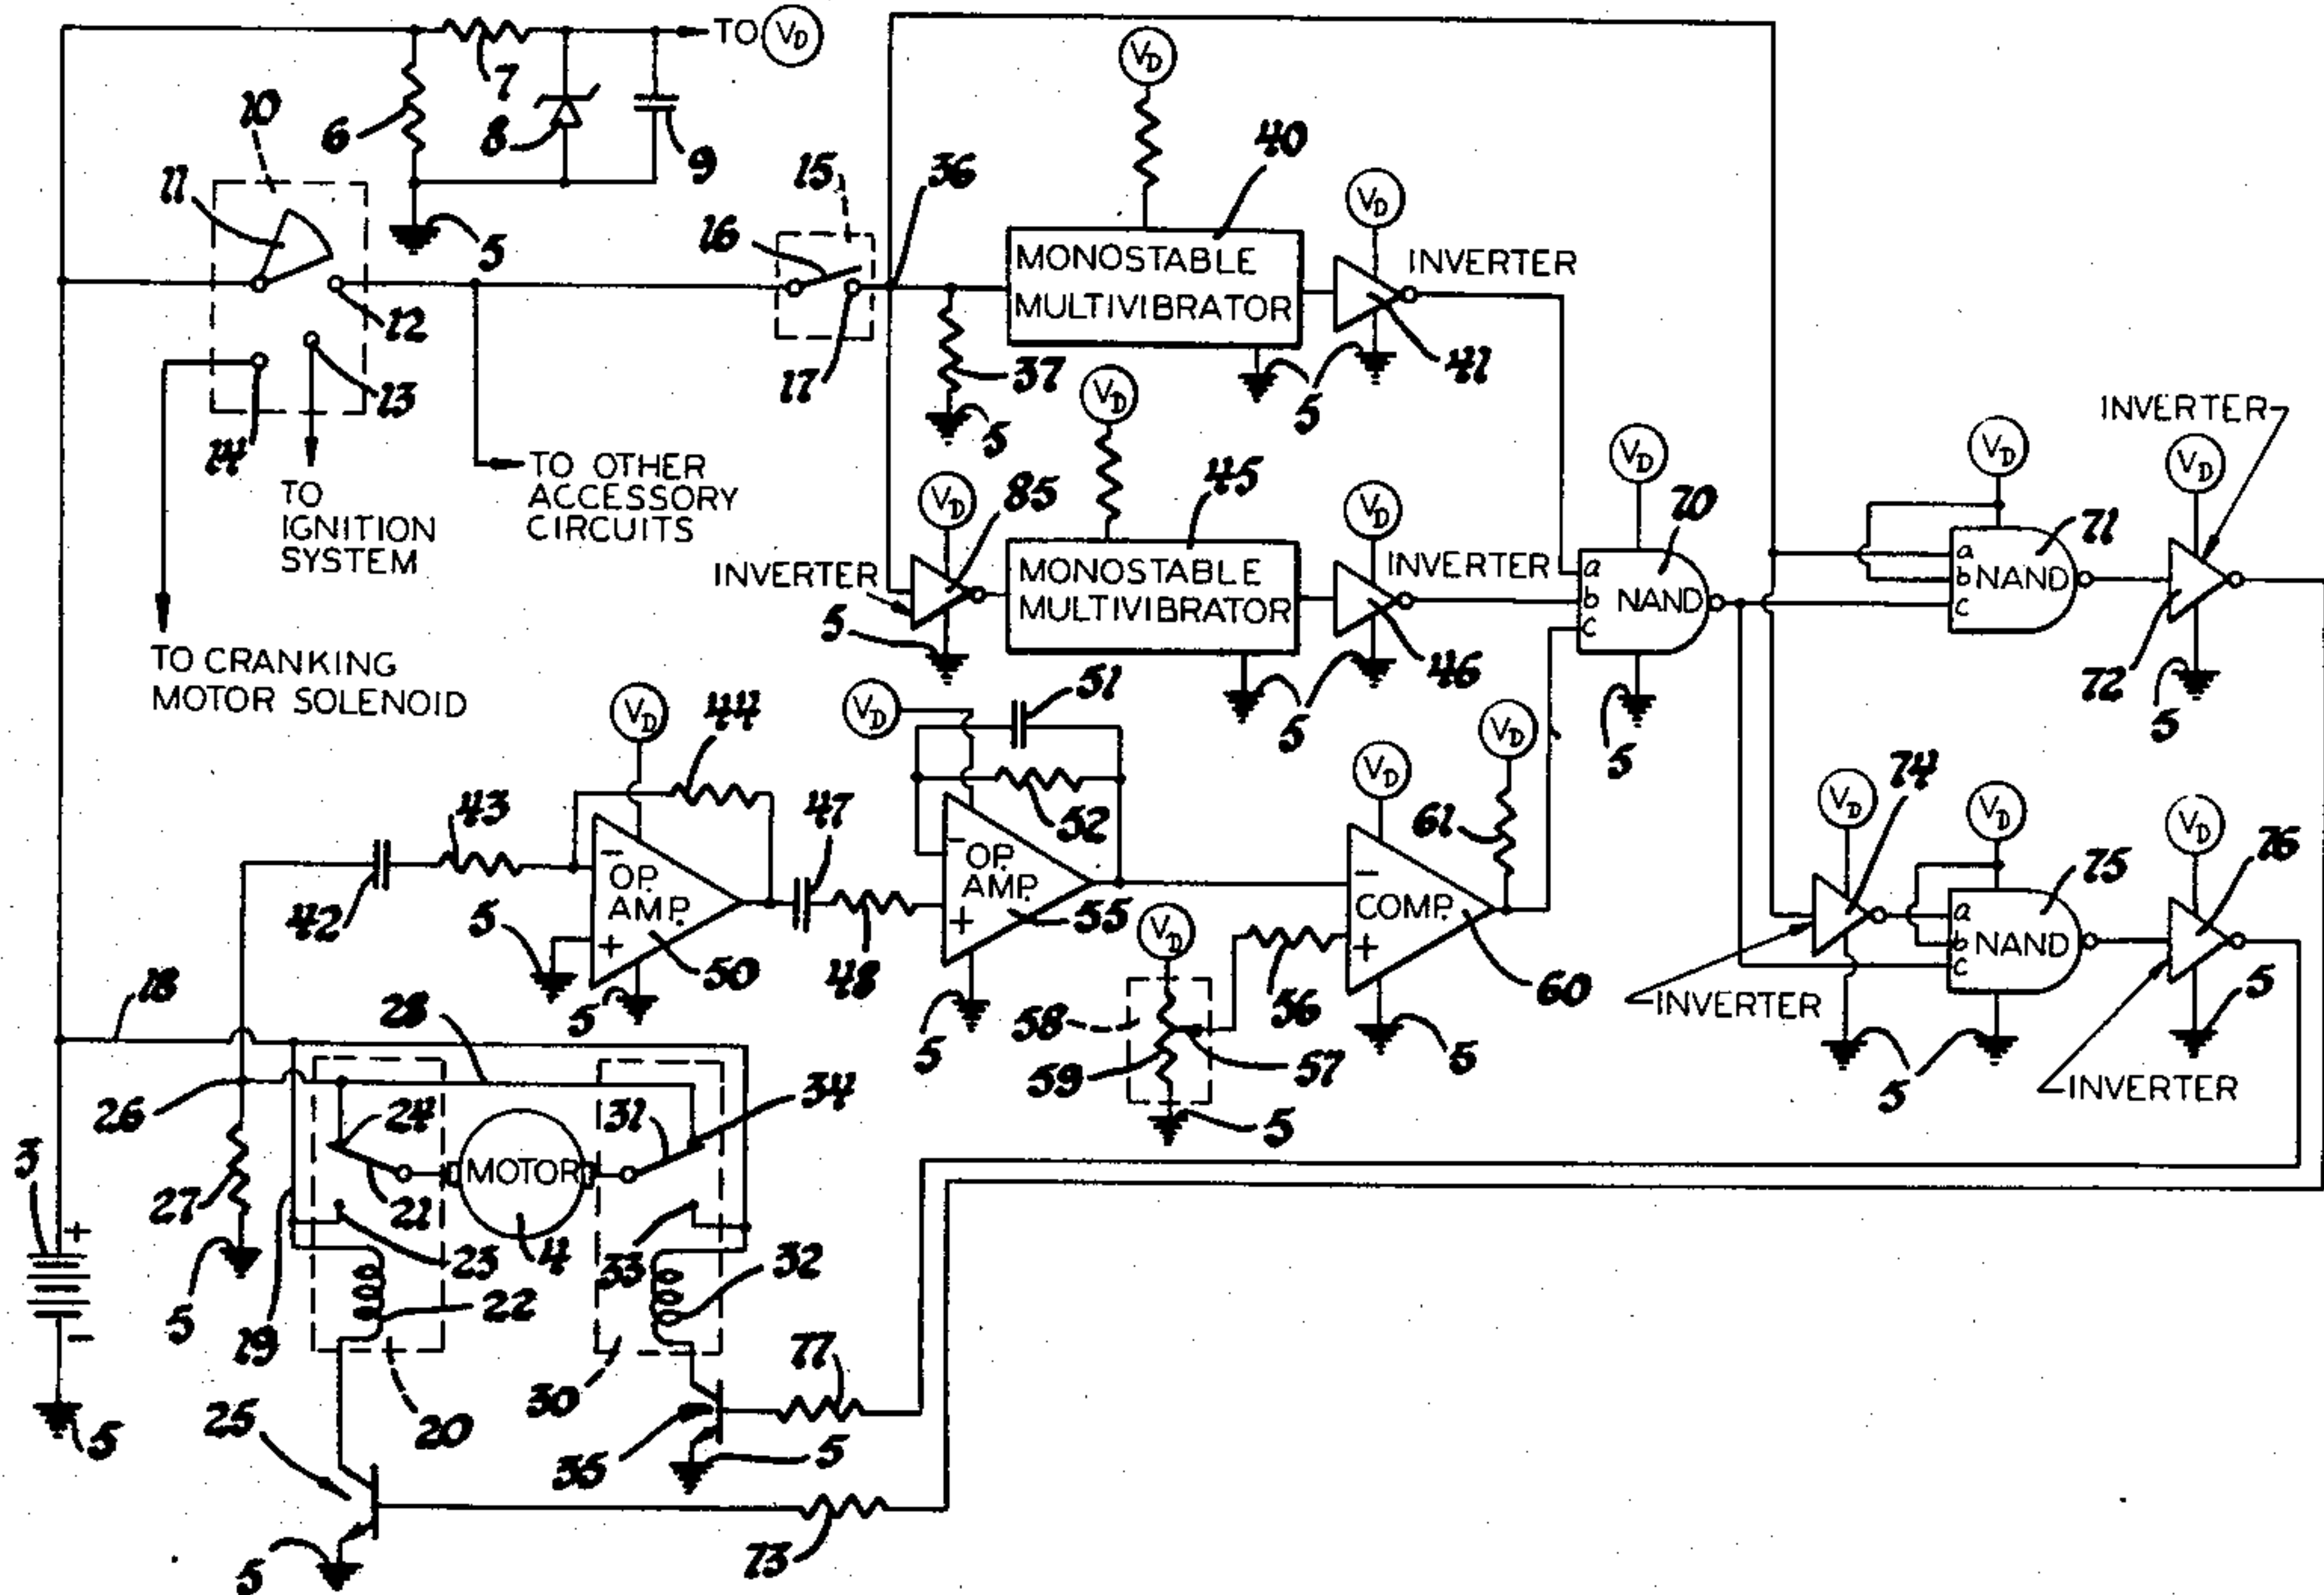 TO VD
7
10
6
8
9
11
15
36
VD
40
VD
16
5
MONOSTABLE
MULTIVIBRATOR
INVERTER
12
17
37
5
41
13
14
VD
5
TO OTHER
ACCESSORY
CIRCUITS
TO
IGNITION
SYSTEM
VD
85
45
VD
VD
70
VD
INVERTER
VD
71
INVERTER
5
MONOSTABLE
MULTIVIBRATOR
INVERTER
a
b
c
NAND
a
b
c
NAND
46
5
5
72
5
TO CRANKING
MOTOR SOLENOID
VD
44
VD
51
VD
VD
52
43
47
61
VD
74
VD
VD
76
75
42
− OP.
AMP.
+
5
50
5
48
− OP.
AMP.
+
55
5
VD
−
COMP.
+
60
56
5
58
57
59
5
INVERTER
a
b
c
NAND
5
5
INVERTER
18
28
26
24
31
34
3
+
−
27
21
MOTOR
4
5
19
23
22
33
32
20
30
77
5
25
35
5
5
73